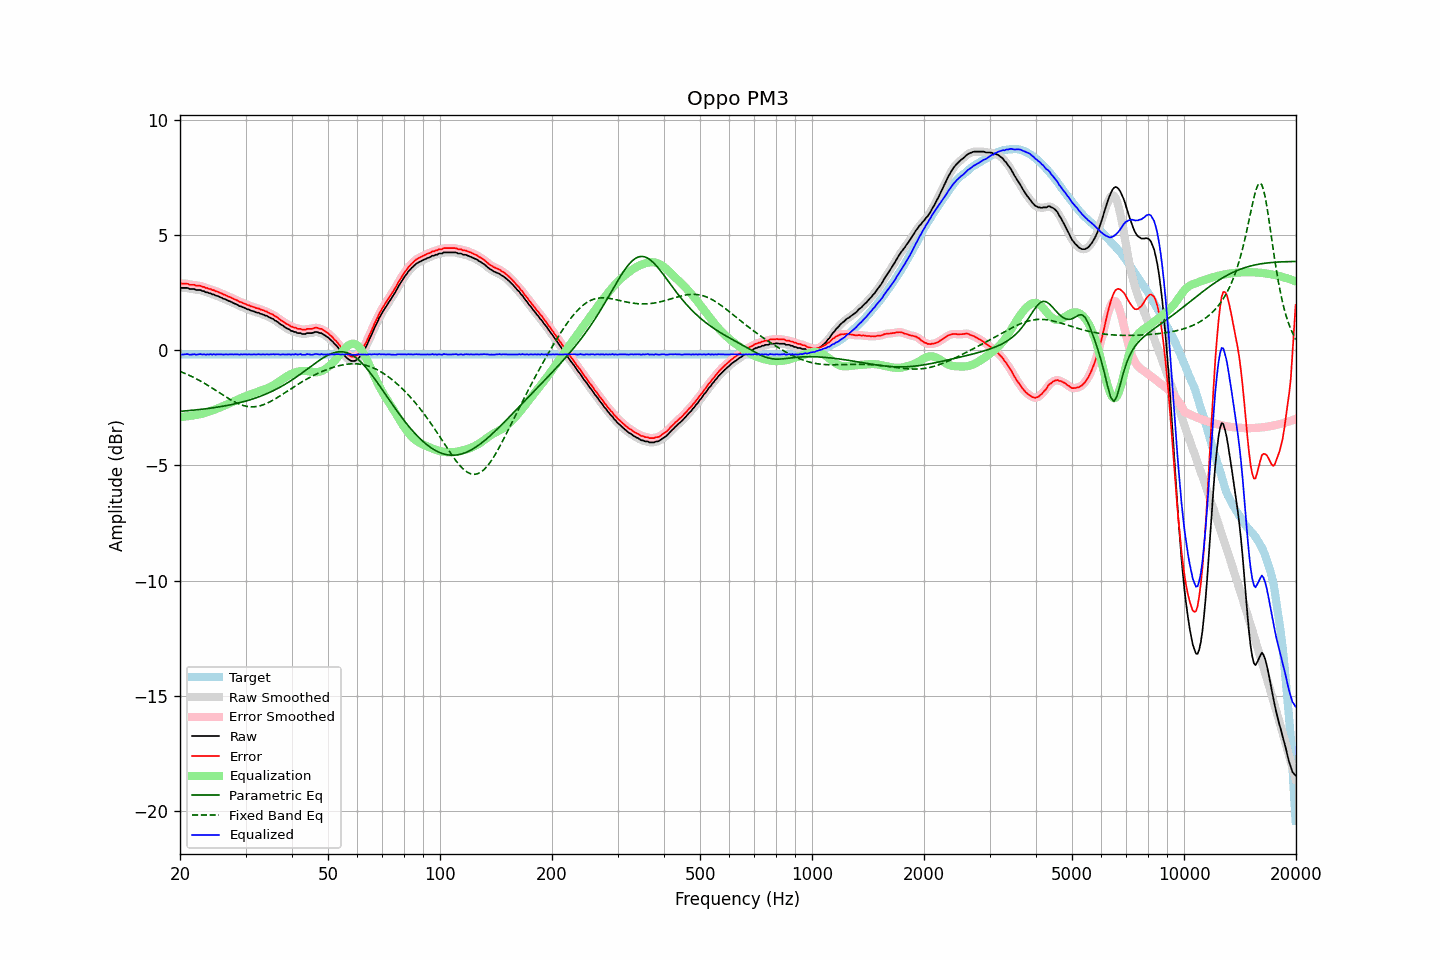 Oppo PM3
Amplitude (dBr)
10
5
0
−5
−10
−15
−20
Target
Raw Smoothed
Error Smoothed
Raw
Error
Equalization
Parametric Eq
Fixed Band Eq
Equalized
20 50 100 200 500 1000 2000 5000 10000 20000
Frequency (Hz)